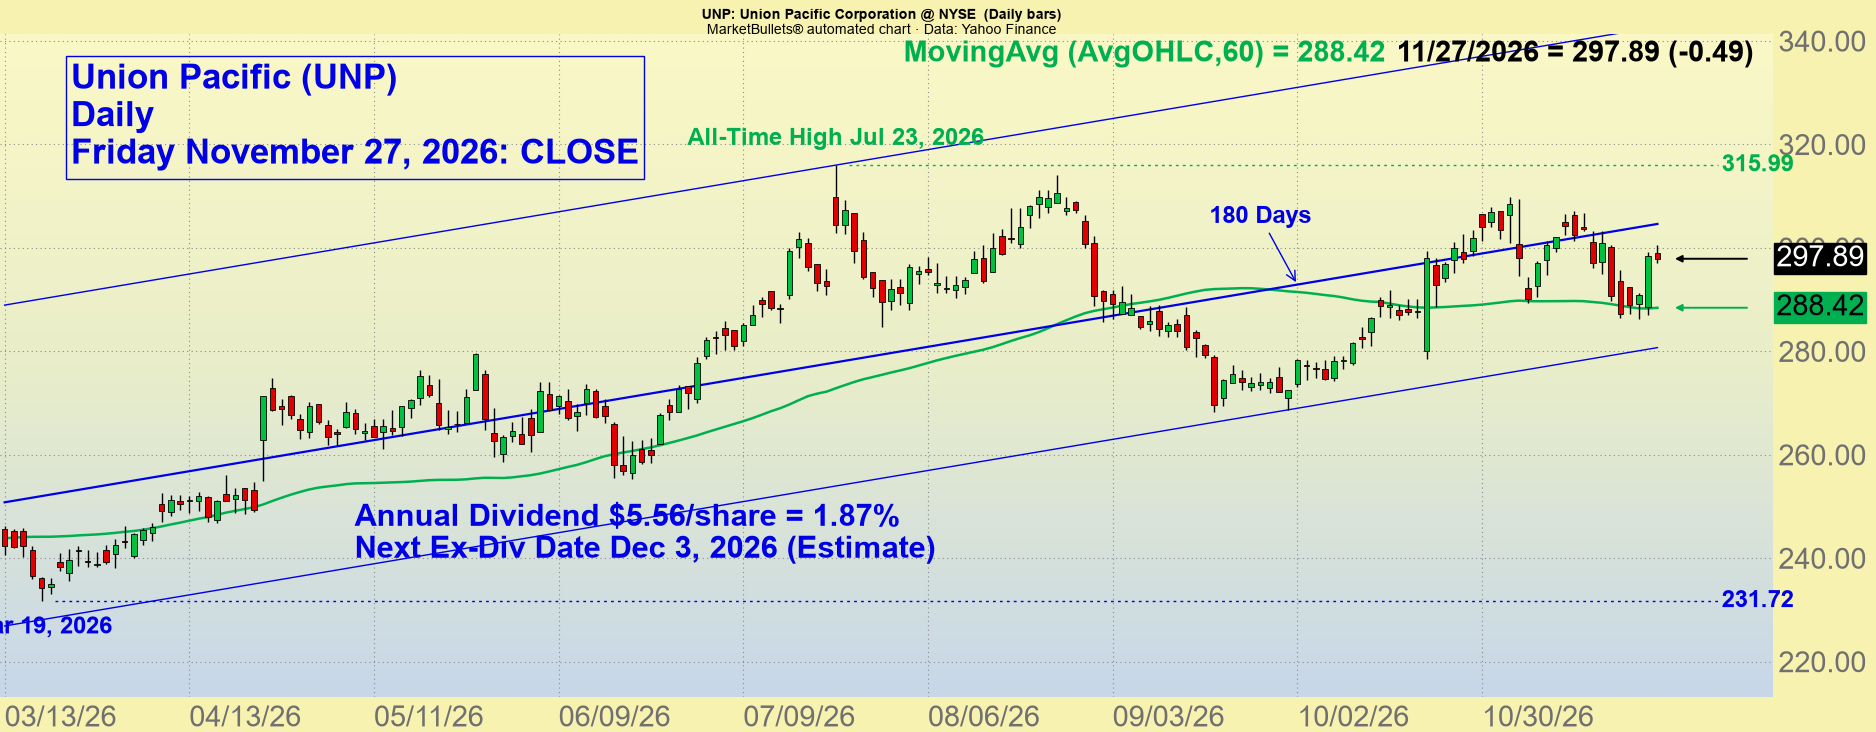 UNP: Union Pacific Corporation @ NYSE (Daily bars)
MarketBullets® automated chart · Data: Yahoo Finance
MovingAvg (AvgOHLC,60) = 288.42 11/27/2026 = 297.89 (-0.49)
340.00
Union Pacific (UNP)
Daily
Friday November 27, 2026: CLOSE
All-Time High Jul 23, 2026
320.00
315.99
180 Days
297.89
288.42
280.00
260.00
Annual Dividend $5.56/share = 1.87%
Next Ex-Div Date Dec 3, 2026 (Estimate)
240.00
231.72
19, 2026
220.00
03/13/26 04/13/26 05/11/26 06/09/26 07/09/26 08/06/26 09/03/26 10/02/26 10/30/26